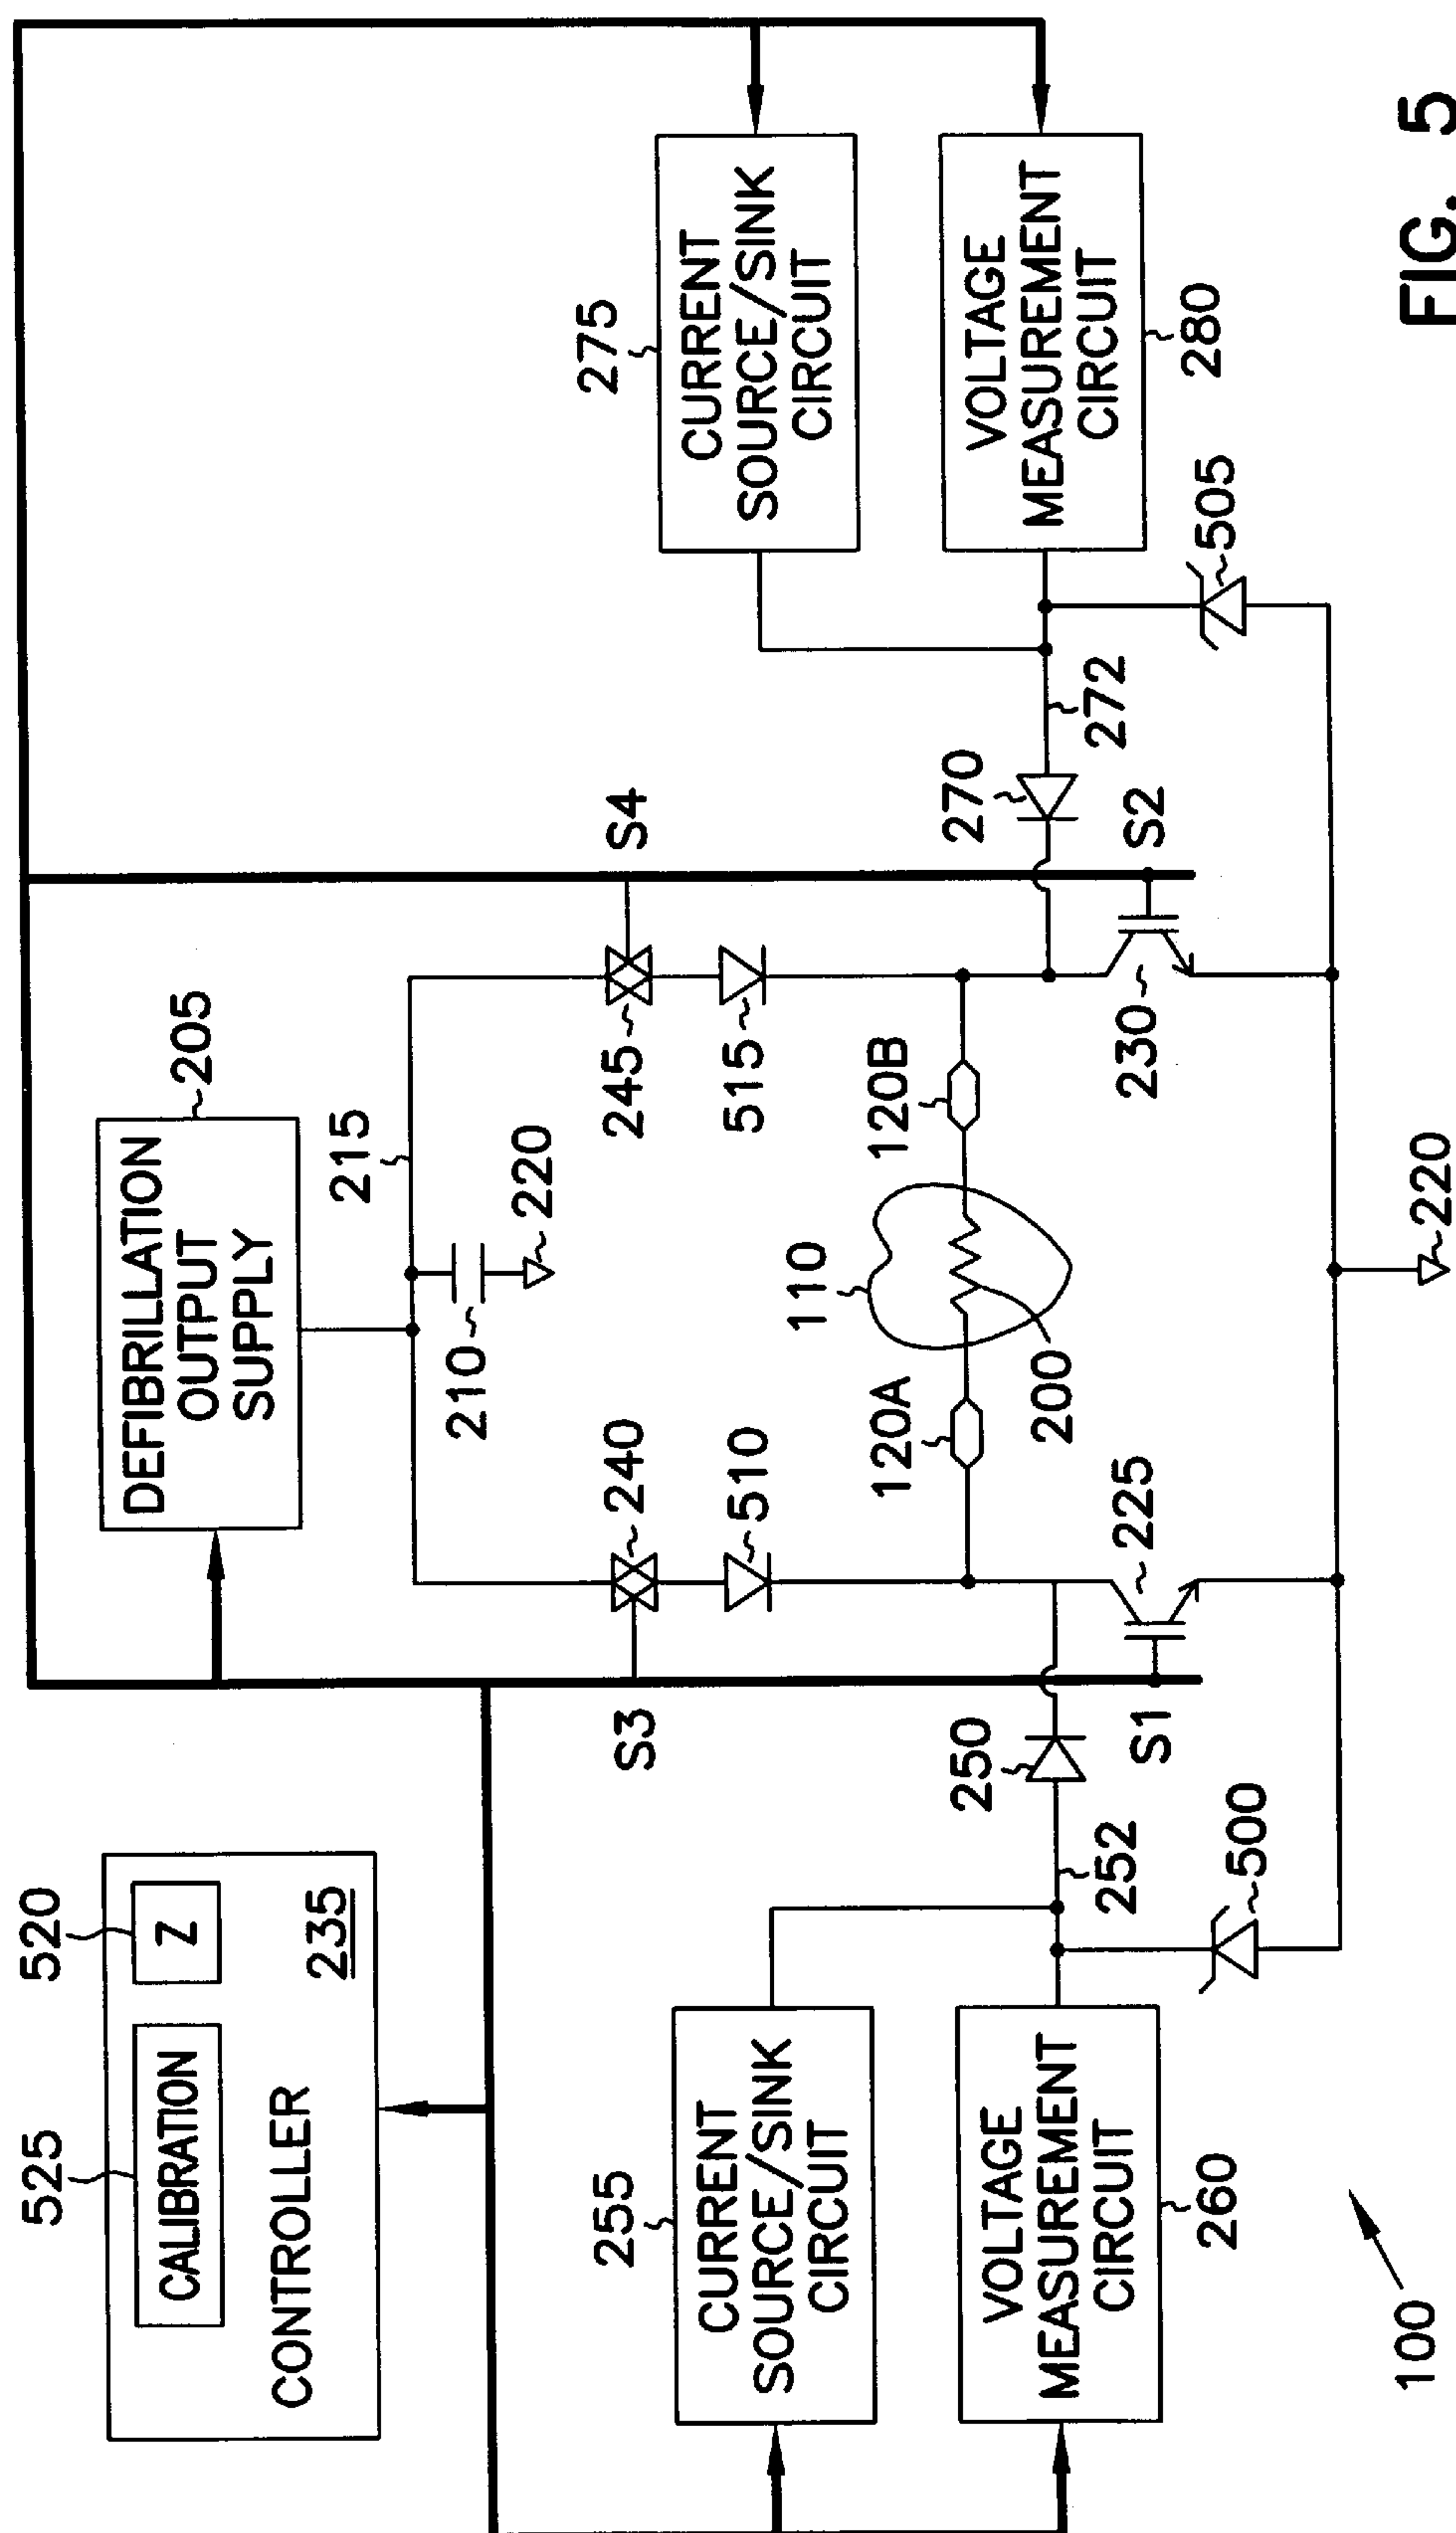 525
520
CALIBRATION
Z
CONTROLLER
235
DEFIBRILLATION
OUTPUT
SUPPLY
205
215
210
220
S3
240
245
S4
510
515
255
CURRENT
SOURCE/SINK
CIRCUIT
275
CURRENT
SOURCE/SINK
CIRCUIT
110
120A
120B
200
250
270
252
272
VOLTAGE
MEASUREMENT
CIRCUIT
260
VOLTAGE
MEASUREMENT
CIRCUIT
280
S1
225
230
S2
500
505
220
100
FIG. 5